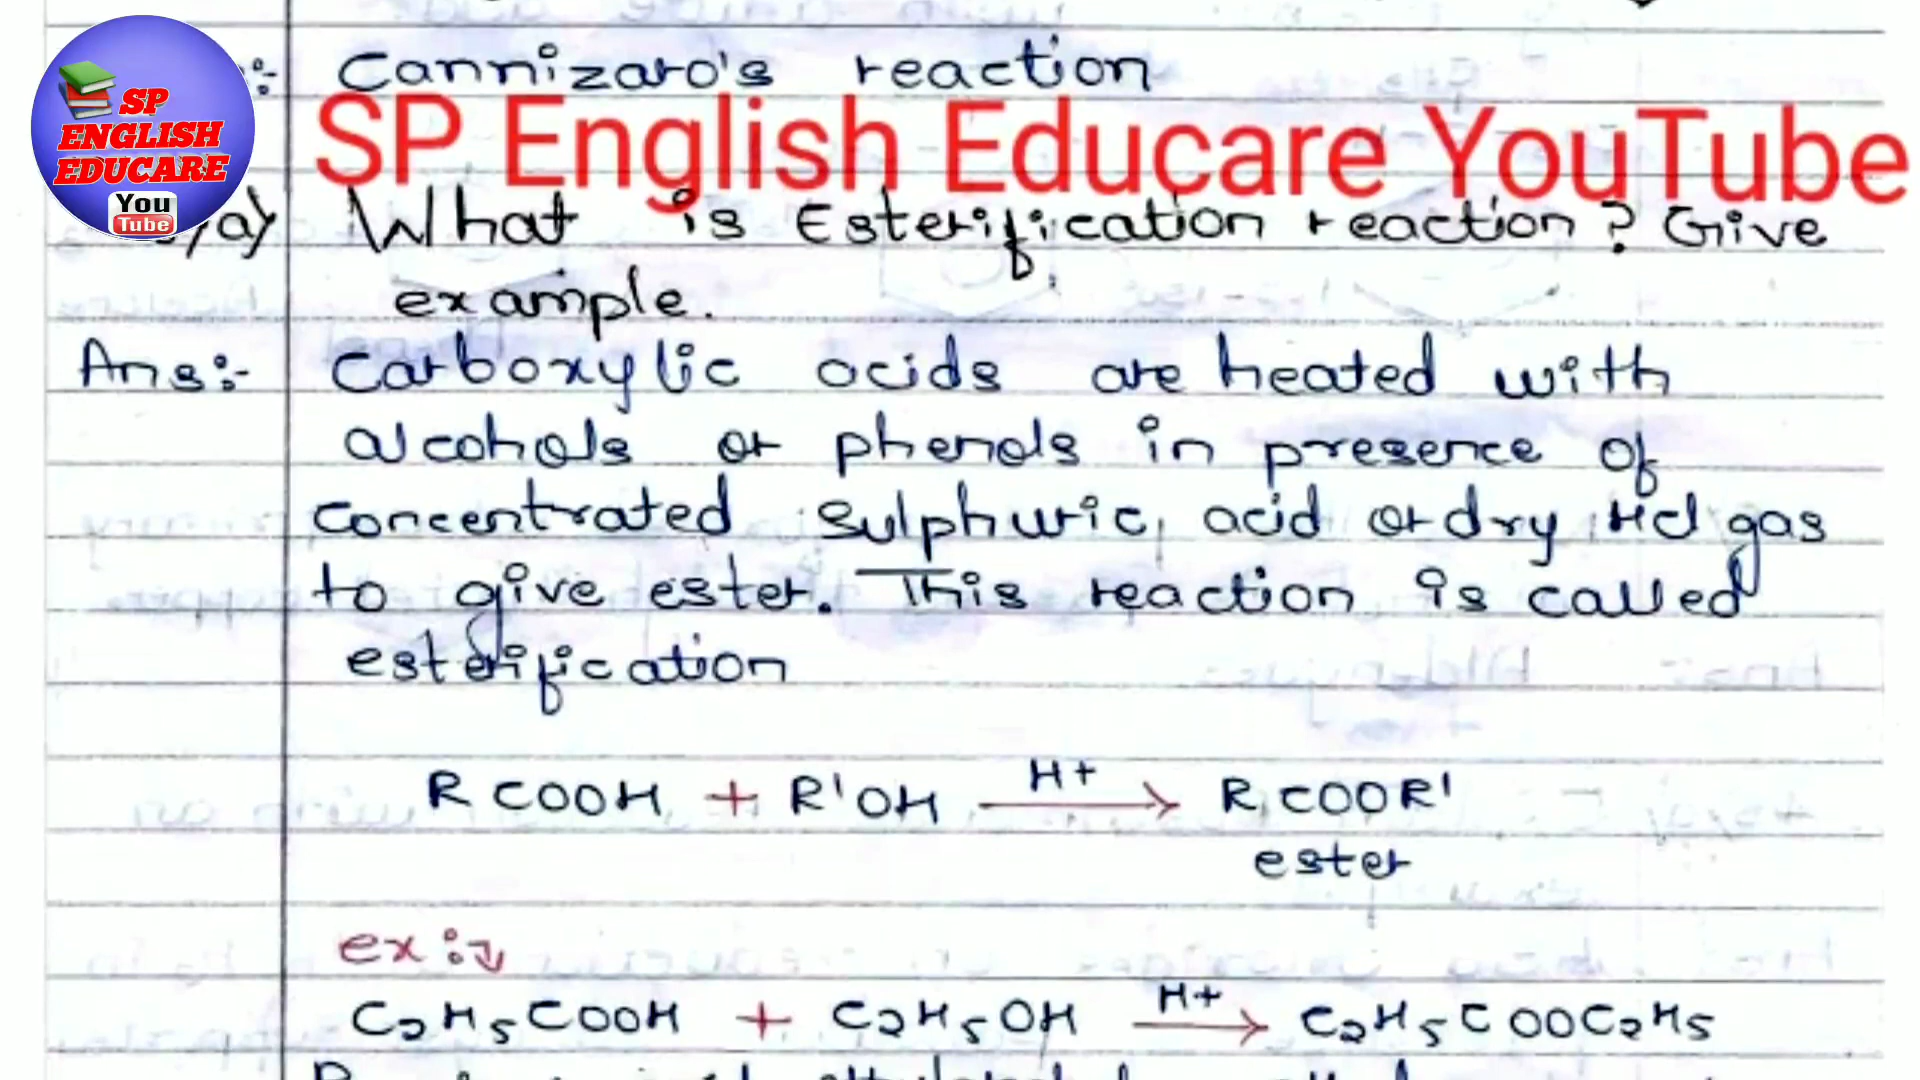 Cannizaro's reaction
SP
ENGLISH
EDUCARE
You
Tube
SP English Educare YouTube
a) What is Esterification reaction? Give
example.
Ans:- Carboxylic acids are heated with
alcohols or phenols in presence of
concentrated sulphuric acid or dry HCl gas
to give ester. This reaction is called
esterification
RCOOH + R'OH H+ → RCOOR'
ester
ex :↴
C2H5COOH + C2H5OH H+ → C2H5COOC2H5